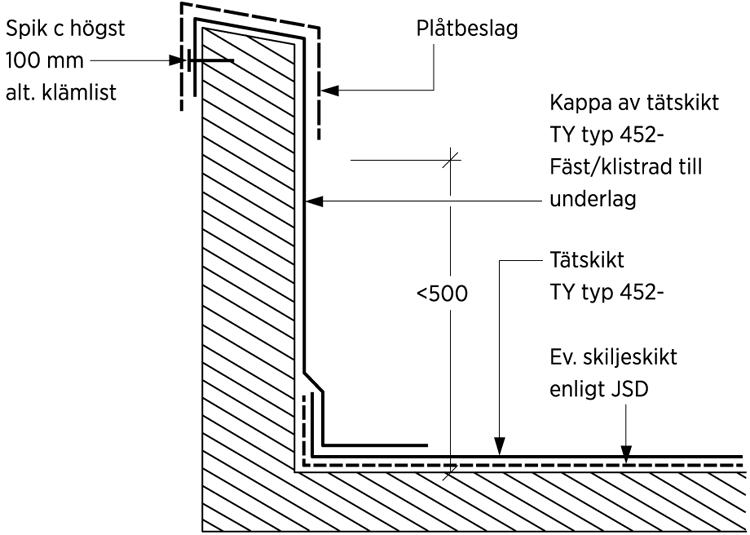 Spik c högst
100 mm
alt. klämlist
Plåtbeslag
Kappa av tätskikt
TY typ 452-
Fäst/klistrad till
underlag
Tätskikt
TY typ 452-
<500
Ev. skiljeskikt
enligt JSD